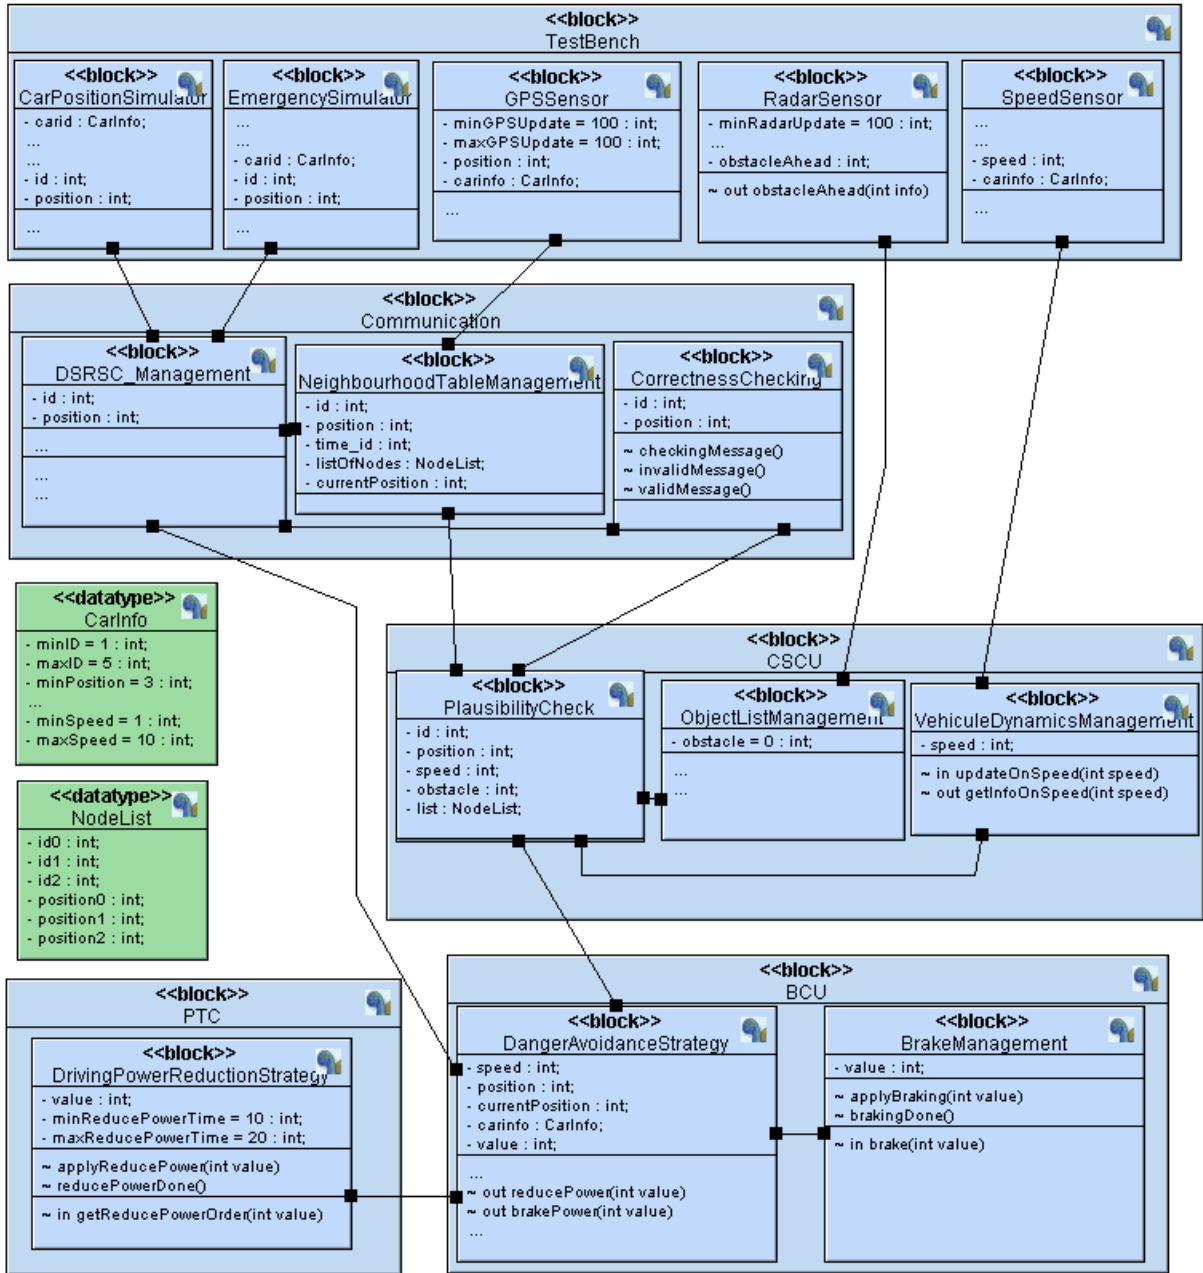 <<block>>
TestBench
<<block>>
CarPositionSimulator
- carid : CarInfo;
...
...
- id : int;
- position : int;
...
<<block>>
EmergencySimulator
...
...
- carid : CarInfo;
- id : int;
- position : int;
...
<<block>>
GPSSensor
- minGPSUpdate = 100 : int;
- maxGPSUpdate = 100 : int;
- position : int;
- carinfo : CarInfo;
...
<<block>>
RadarSensor
- minRadarUpdate = 100 : int;
...
- obstacleAhead : int;
~ out obstacleAhead(int info)
<<block>>
SpeedSensor
...
...
- speed : int;
- carinfo : CarInfo;
...
<<block>>
Communication
<<block>>
DSRSC_Management
- id : int;
- position : int;
...
...
...
<<block>>
NeighbourhoodTableManagement
- id : int;
- position : int;
- time_id : int;
- listOfNodes : NodeList;
- currentPosition : int;
<<block>>
CorrectnessChecking
- id : int;
- position : int;
~ checkingMessage()
~ invalidMessage()
~ validMessage()
<<datatype>>
CarInfo
- minID = 1 : int;
- maxID = 5 : int;
- minPosition = 3 : int;
...
- minSpeed = 1 : int;
- maxSpeed = 10 : int;
<<datatype>>
NodeList
- id0 : int;
- id1 : int;
- id2 : int;
- position0 : int;
- position1 : int;
- position2 : int;
<<block>>
CSCU
<<block>>
PlausibilityCheck
- id : int;
- position : int;
- speed : int;
- obstacle : int;
- list : NodeList;
<<block>>
ObjectListManagement
- obstacle = 0 : int;
...
...
<<block>>
VehiculeDynamicsManagement
- speed : int;
~ in updateOnSpeed(int speed)
~ out getInfoOnSpeed(int speed)
<<block>>
PTC
<<block>>
DrivingPowerReductionStrategy
- value : int;
- minReducePowerTime = 10 : int;
- maxReducePowerTime = 20 : int;
~ applyReducePower(int value)
~ reducePowerDone()
~ in getReducePowerOrder(int value)
<<block>>
BCU
<<block>>
DangerAvoidanceStrategy
- speed : int;
- position : int;
- currentPosition : int;
- carinfo : CarInfo;
- value : int;
...
~ out reducePower(int value)
~ out brakePower(int value)
...
<<block>>
BrakeManagement
- value : int;
~ applyBraking(int value)
~ brakingDone()
~ in brake(int value)